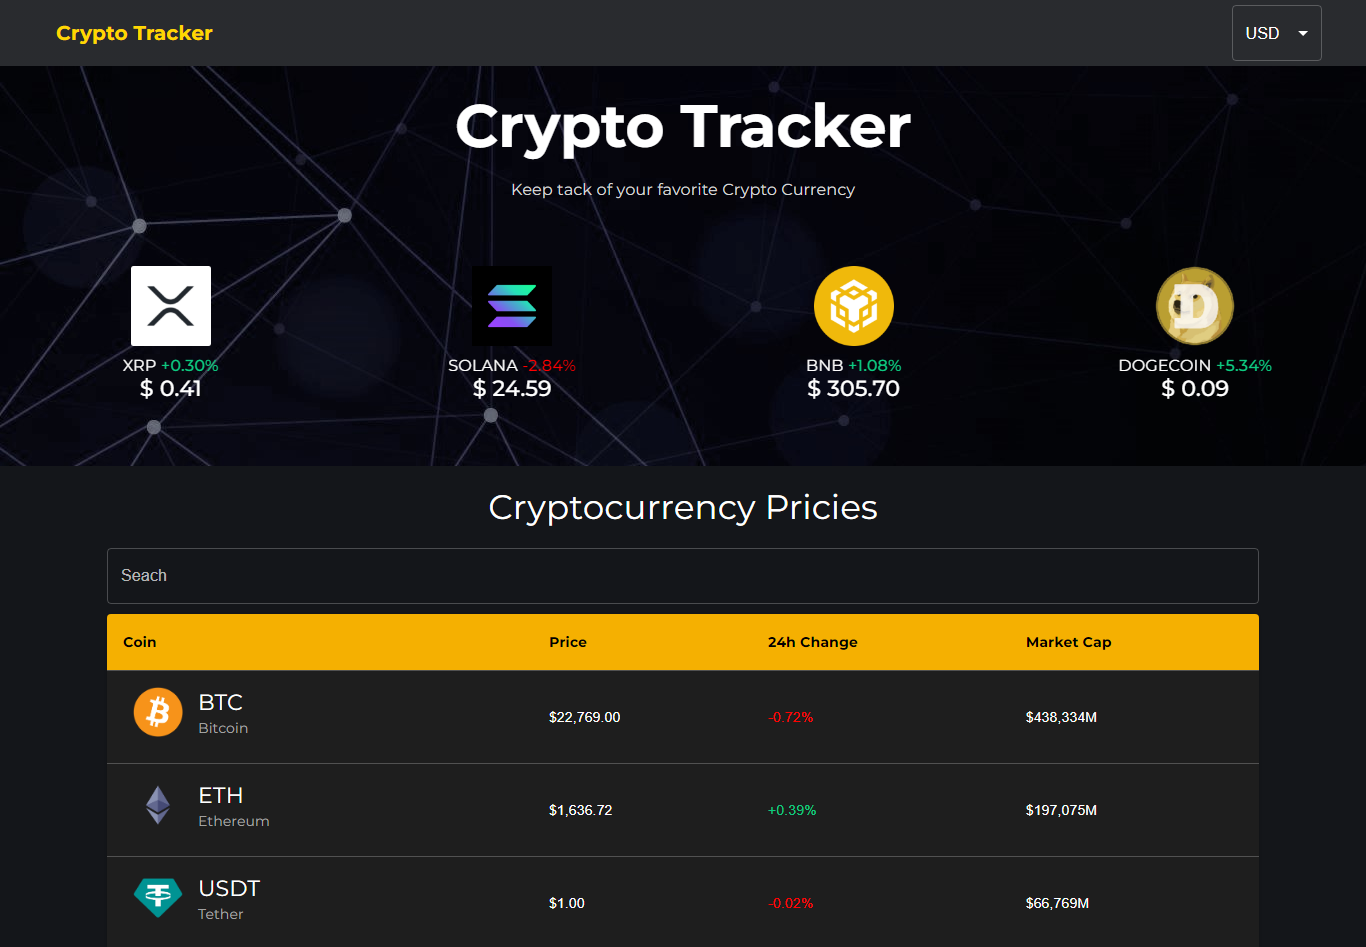 Crypto Tracker
USD
Crypto Tracker
Keep tack of your favorite Crypto Currency
XRP +0.30%
$ 0.41
SOLANA -2.84%
$ 24.59
BNB +1.08%
$ 305.70
DOGECOIN +5.34%
$ 0.09
Cryptocurrency Pricies
Seach
Coin Price 24h Change Market Cap
BTC
Bitcoin
$22,769.00 -0.72% $438,334M
ETH
Ethereum
$1,636.72 +0.39% $197,075M
USDT
Tether
$1.00 -0.02% $66,769M